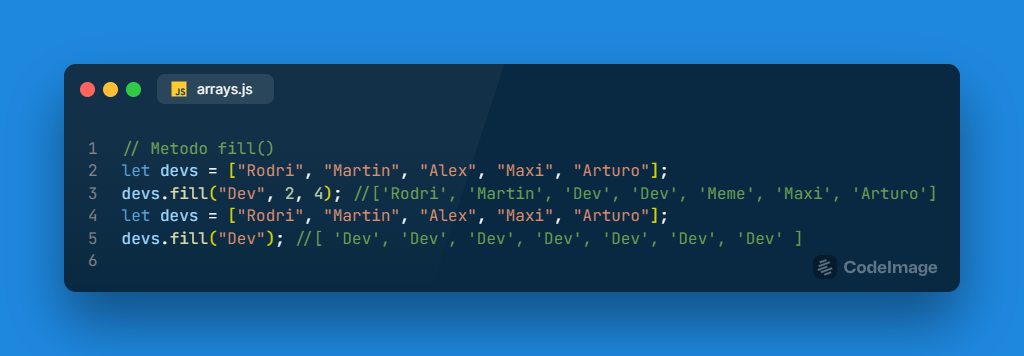 JS arrays.js
1 // Metodo fill()
2 let devs = ["Rodri", "Martin", "Alex", "Maxi", "Arturo"];
3 devs.fill("Dev", 2, 4); //['Rodri', 'Martin', 'Dev', 'Dev', 'Meme', 'Maxi', 'Arturo']
4 let devs = ["Rodri", "Martin", "Alex", "Maxi", "Arturo"];
5 devs.fill("Dev"); //[ 'Dev', 'Dev', 'Dev', 'Dev', 'Dev', 'Dev', 'Dev' ]
6
CodeImage